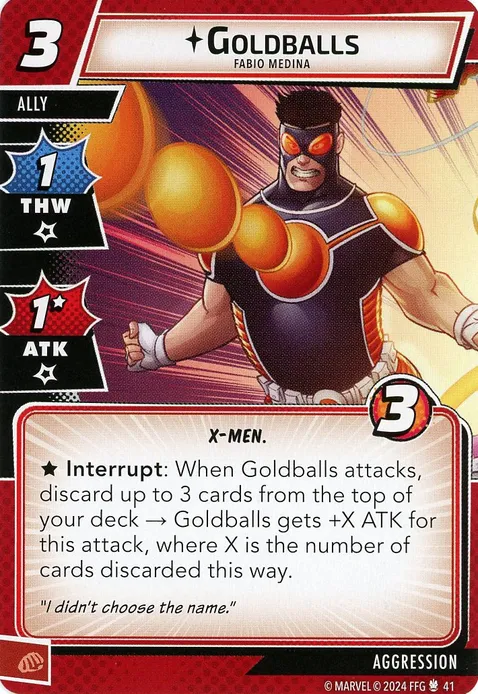 3
GOLDBALLS
FABIO MEDINA
ALLY
1
THW
1
ATK
3
X-MEN.
Interrupt: When Goldballs attacks,
discard up to 3 cards from the top of
your deck → Goldballs gets +X ATK for
this attack, where X is the number of
cards discarded this way.
"I didn't choose the name."
AGGRESSION
© MARVEL © 2024 FFG 41